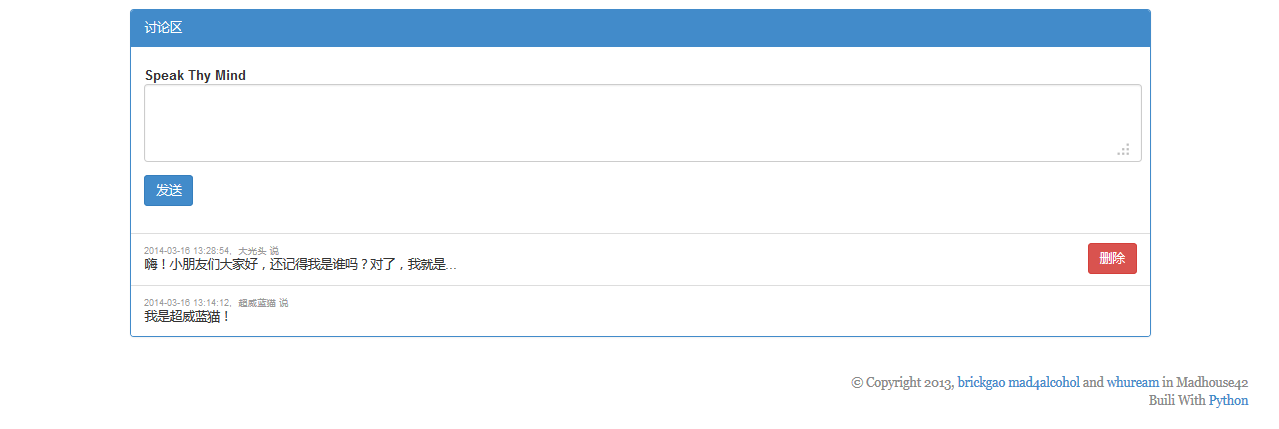 讨论区
Speak Thy Mind
发送
2014-03-16 13:28:54，大光头 说
嗨！小朋友们大家好，还记得我是谁吗？对了，我就是...
删除
2014-03-16 13:14:12，超威蓝猫 说
我是超威蓝猫！
© Copyright 2013, brickgao mad4alcohol and whuream in Madhouse42
Buili With Python